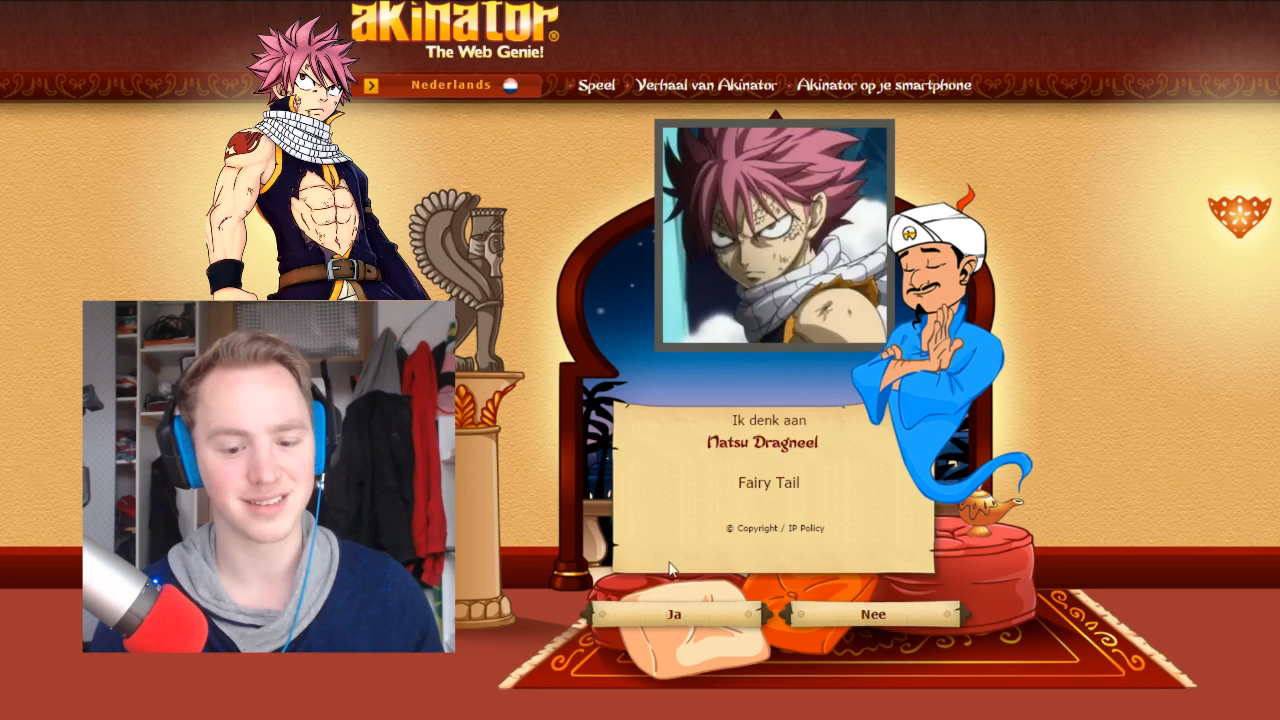 akinator®
The Web Genie!
Nederlands
Speel
Verhaal van Akinator
Akinator op je smartphone
Ik denk aan
Natsu Dragneel
Fairy Tail
© Copyright / IP Policy
Ja
Nee